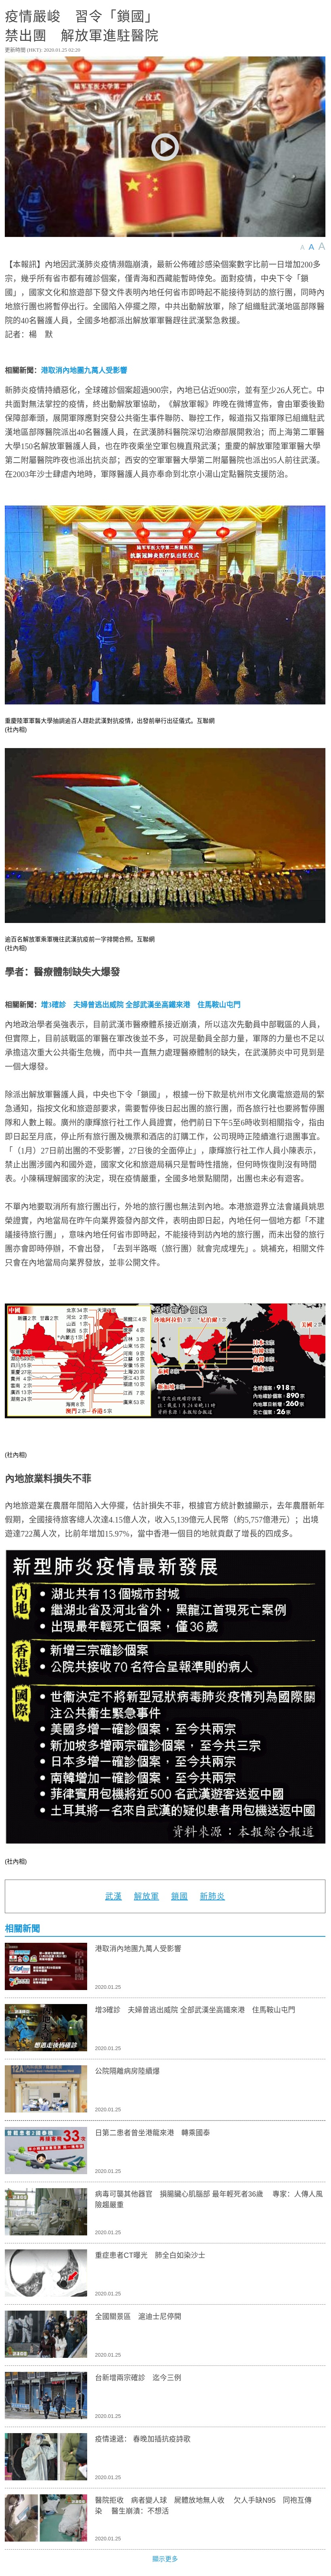 疫情嚴峻　習令「鎖國」
禁出團　解放軍進駐醫院
更新時間 (HKT): 2020.01.25 02:20
A A A
【本報訊】內地因武漢肺炎疫情瀕臨崩潰，最新公佈確診感染個案數字比前一日增加200多
宗，幾乎所有省市都有確診個案，僅青海和西藏能暫時倖免。面對疫情，中央下令「鎖
國」，國家文化和旅遊部下發文件表明內地任何省市即時起不能接待到訪的旅行團，同時內
地旅行團也將暫停出行。全國陷入停擺之際，中共出動解放軍，除了組織駐武漢地區部隊醫
院的40名醫護人員，全國多地都派出解放軍軍醫趕往武漢緊急救援。
記者：楊　默
相關新聞：港取消內地團九萬人受影響
新肺炎疫情持續惡化，全球確診個案超過900宗，內地已佔近900宗，並有至少26人死亡。中
共面對無法掌控的疫情，終出動解放軍協助，《解放軍報》昨晚在微博宣佈，會由軍委後勤
保障部牽頭，展開軍隊應對突發公共衞生事件聯防、聯控工作，報道指又指軍隊已組織駐武
漢地區部隊醫院派出40名醫護人員，在武漢肺科醫院深切治療部展開救治；而上海第二軍醫
大學150名解放軍醫護人員，也在昨夜乘坐空軍包機直飛武漢；重慶的解放軍陸軍軍醫大學
第二附屬醫院昨夜也派出抗炎部；西安的空軍軍醫大學第二附屬醫院也派出95人前往武漢。
在2003年沙士肆虐內地時，軍隊醫護人員亦奉命到北京小湯山定點醫院支援防治。
重慶陸軍軍醫大學抽調逾百人趕赴武漢對抗疫情，出發前舉行出征儀式。互聯網
(社內相)
逾百名解放軍乘軍機往武漢抗疫前一字排開合照。互聯網
(社內相)
學者：醫療體制缺失大爆發
相關新聞：增3確診　夫婦曾逃出威院 全部武漢坐高鐵來港　住馬鞍山屯門
內地政治學者吳強表示，目前武漢市醫療體系接近崩潰，所以這次先動員中部戰區的人員，
但實際上，目前該戰區的軍醫在軍改後並不多，可説是動員全部力量，軍隊的力量也不足以
承擔這次重大公共衞生危機，而中共一直無力處理醫療體制的缺失，在武漢肺炎中可見到是
一個大爆發。
除派出解放軍醫護人員，中央也下令「鎖國」，根據一份下款是杭州市文化廣電旅遊局的緊
急通知，指按文化和旅遊部要求，需要暫停後日起出團的旅行團，而各旅行社也要將暫停團
隊和人數上報。廣州的康輝旅行社工作人員證實，他們前日下午5至6時收到相關指令，指由
即日起至月底，停止所有旅行團及機票和酒店的訂購工作，公司現時正陸續進行退團事宜。
「（1月）27日前出團的不受影響，27日後的全面停止」，康輝旅行社工作人員小陳表示，
禁止出團涉國內和國外遊，國家文化和旅遊局稱只是暫時性措施，但何時恢復則沒有時間
表。小陳稱理解國家的決定，現在疫情嚴重，全國多地景點關閉，出團也未必有遊客。
不單內地要取消所有旅行團出行，外地的旅行團也無法到內地。本港旅遊界立法會議員姚思
榮證實，內地當局在昨午向業界簽發內部文件，表明由即日起，內地任何一個地方都「不建
議接待旅行團」，意味內地任何省市即時起，不能接待到訪內地的旅行團，而未出發的旅行
團亦會即時停辦，不會出發，「去到半路嘅（旅行團）就會完成埋先」。姚補充，相關文件
只會在內地當局向業界發放，並非公開文件。
(社內相)
內地旅業料損失不菲
內地旅遊業在農曆年間陷入大停擺，估計損失不菲，根據官方統計數據顯示，去年農曆新年
假期，全國接待旅客總人次達4.15億人次，收入5,139億元人民幣（約5,757億港元）；出境
遊達722萬人次，比前年增加15.97%，當中香港一個目的地就貢獻了增長的四成多。
新型肺炎疫情最新發展
內地
●湖北共有13個城市封城
●繼湖北省及河北省外，黑龍江首現死亡案例
●出現最年輕死亡個案，僅36歲
香港
●新增三宗確診個案
●公院共接收70名符合呈報準則的病人
國際
●世衞決定不將新型冠狀病毒肺炎疫情列為國際關
注公共衞生緊急事件
●美國多增一確診個案，至今共兩宗
●新加坡多增兩宗確診個案，至今共三宗
●日本多增一確診個案，至今共兩宗
●南韓增加一確診個案，至今共兩宗
●菲律賓用包機將近500名武漢遊客送返中國
●土耳其將一名來自武漢的疑似患者用包機送返中國
資料來源：本報綜合報道
(社內相)
武漢　解放軍　鎖國　新肺炎
相關新聞
港取消內地團九萬人受影響
2020.01.25
增3確診　夫婦曾逃出威院 全部武漢坐高鐵來港　住馬鞍山屯門
2020.01.25
公院隔離病房陸續爆
2020.01.25
日第二患者曾坐港龍來港　轉乘國泰
2020.01.25
病毒可襲其他器官　損腸臟心肌腦部 最年輕死者36歲　專家：人傳人風
險趨嚴重
2020.01.25
重症患者CT曝光　肺全白如染沙士
2020.01.25
全國關景區　滬迪士尼停開
2020.01.25
台新增兩宗確診　迄今三例
2020.01.25
疫情速遞：　春晚加插抗疫詩歌
2020.01.25
醫院拒收　病者變人球　屍體放地無人收　 欠人手缺N95　同袍互傳
染　 醫生崩潰：不想活
2020.01.25
顯示更多